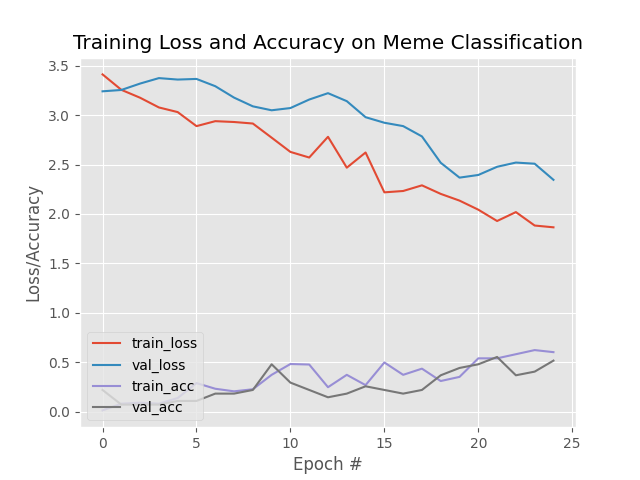 Training Loss and Accuracy on Meme Classification
3.5
3.0
2.5
2.0
1.5
1.0
0.5
0.0
Loss/Accuracy
train_loss
val_loss
train_acc
val_acc
0
5
10
15
20
25
Epoch #